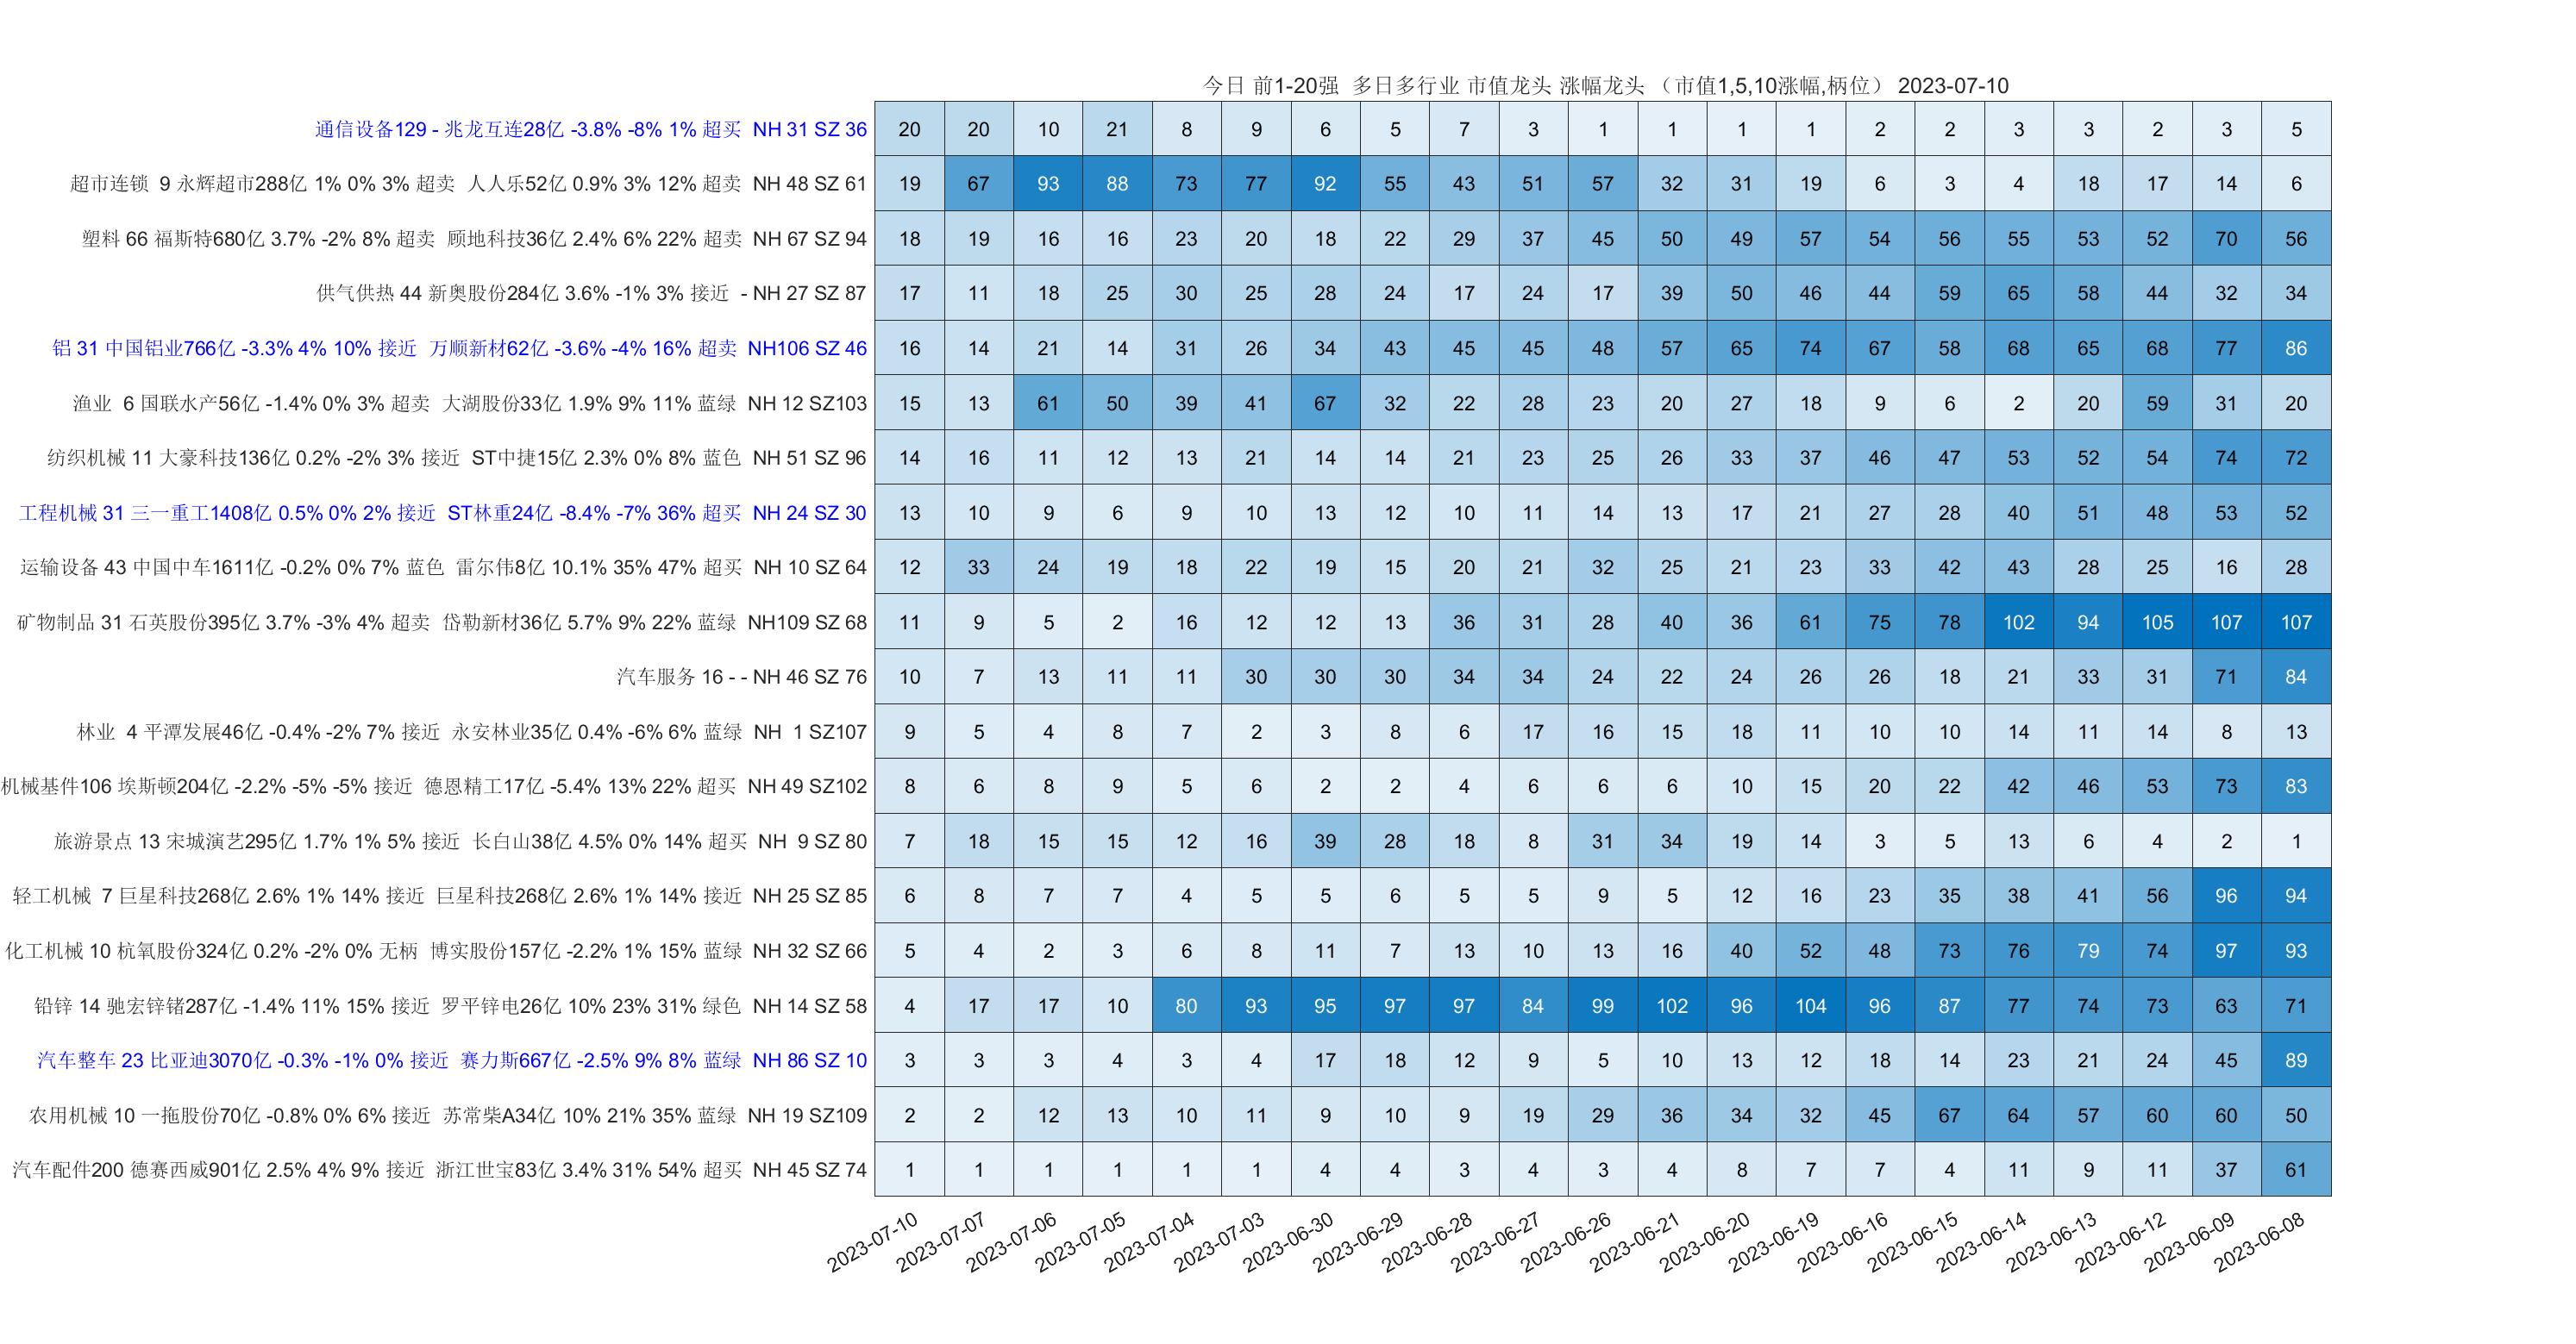 今日 前1-20强 多日多行业 市值龙头 涨幅龙头 （市值1,5,10涨幅,柄位） 2023-07-10
通信设备129 - 兆龙互连28亿 -3.8% -8% 1% 超买 NH 31 SZ 36 20 20 10 21 8 9 6 5 7 3 1 1 1 1 2 2 3 3 2 3 5
超市连锁 9 永辉超市288亿 1% 0% 3% 超卖 人人乐52亿 0.9% 3% 12% 超卖 NH 48 SZ 61 19 67 93 88 73 77 92 55 43 51 57 32 31 19 6 3 4 18 17 14 6
塑料 66 福斯特680亿 3.7% -2% 8% 超卖 顾地科技36亿 2.4% 6% 22% 超卖 NH 67 SZ 94 18 19 16 16 23 20 18 22 29 37 45 50 49 57 54 56 55 53 52 70 56
供气供热 44 新奥股份284亿 3.6% -1% 3% 接近 - NH 27 SZ 87 17 11 18 25 30 25 28 24 17 24 17 39 50 46 44 59 65 58 44 32 34
铝 31 中国铝业766亿 -3.3% 4% 10% 接近 万顺新材62亿 -3.6% -4% 16% 超卖 NH106 SZ 46 16 14 21 14 31 26 34 43 45 45 48 57 65 74 67 58 68 65 68 77 86
渔业 6 国联水产56亿 -1.4% 0% 3% 超卖 大湖股份33亿 1.9% 9% 11% 蓝绿 NH 12 SZ103 15 13 61 50 39 41 67 32 22 28 23 20 27 18 9 6 2 20 59 31 20
纺织机械 11 大豪科技136亿 0.2% -2% 3% 接近 ST中捷15亿 2.3% 0% 8% 蓝色 NH 51 SZ 96 14 16 11 12 13 21 14 14 21 23 25 26 33 37 46 47 53 52 54 74 72
工程机械 31 三一重工1408亿 0.5% 0% 2% 接近 ST林重24亿 -8.4% -7% 36% 超买 NH 24 SZ 30 13 10 9 6 9 10 13 12 10 11 14 13 17 21 27 28 40 51 48 53 52
运输设备 43 中国中车1611亿 -0.2% 0% 7% 蓝色 雷尔伟8亿 10.1% 35% 47% 超买 NH 10 SZ 64 12 33 24 19 18 22 19 15 20 21 32 25 21 23 33 42 43 28 25 16 28
矿物制品 31 石英股份395亿 3.7% -3% 4% 超卖 岱勒新材36亿 5.7% 9% 22% 蓝绿 NH109 SZ 68 11 9 5 2 16 12 12 13 36 31 28 40 36 61 75 78 102 94 105 107 107
汽车服务 16 - - NH 46 SZ 76 10 7 13 11 11 30 30 30 34 34 24 22 24 26 26 18 21 33 31 71 84
林业 4 平潭发展46亿 -0.4% -2% 7% 接近 永安林业35亿 0.4% -6% 6% 蓝绿 NH 1 SZ107 9 5 4 8 7 2 3 8 6 17 16 15 18 11 10 10 14 11 14 8 13
机械基件106 埃斯顿204亿 -2.2% -5% -5% 接近 德恩精工17亿 -5.4% 13% 22% 超买 NH 49 SZ102 8 6 8 9 5 6 2 2 4 6 6 6 10 15 20 22 42 46 53 73 83
旅游景点 13 宋城演艺295亿 1.7% 1% 5% 接近 长白山38亿 4.5% 0% 14% 超买 NH 9 SZ 80 7 18 15 15 12 16 39 28 18 8 31 34 19 14 3 5 13 6 4 2 1
轻工机械 7 巨星科技268亿 2.6% 1% 14% 接近 巨星科技268亿 2.6% 1% 14% 接近 NH 25 SZ 85 6 8 7 7 4 5 5 6 5 5 9 5 12 16 23 35 38 41 56 96 94
化工机械 10 杭氧股份324亿 0.2% -2% 0% 无柄 博实股份157亿 -2.2% 1% 15% 蓝绿 NH 32 SZ 66 5 4 2 3 6 8 11 7 13 10 13 16 40 52 48 73 76 79 74 97 93
铅锌 14 驰宏锌锗287亿 -1.4% 11% 15% 接近 罗平锌电26亿 10% 23% 31% 绿色 NH 14 SZ 58 4 17 17 10 80 93 95 97 97 84 99 102 96 104 96 87 77 74 73 63 71
汽车整车 23 比亚迪3070亿 -0.3% -1% 0% 接近 赛力斯667亿 -2.5% 9% 8% 蓝绿 NH 86 SZ 10 3 3 3 4 3 4 17 18 12 9 5 10 13 12 18 14 23 21 24 45 89
农用机械 10 一拖股份70亿 -0.8% 0% 6% 接近 苏常柴A34亿 10% 21% 35% 蓝绿 NH 19 SZ109 2 2 12 13 10 11 9 10 9 19 29 36 34 32 45 67 64 57 60 60 50
汽车配件200 德赛西威901亿 2.5% 4% 9% 接近 浙江世宝83亿 3.4% 31% 54% 超买 NH 45 SZ 74 1 1 1 1 1 1 4 4 3 4 3 4 8 7 7 4 11 9 11 37 61
2023-07-10 2023-07-07 2023-07-06 2023-07-05 2023-07-04 2023-07-03 2023-06-30 2023-06-29 2023-06-28 2023-06-27 2023-06-26 2023-06-21 2023-06-20 2023-06-19 2023-06-16 2023-06-15 2023-06-14 2023-06-13 2023-06-12 2023-06-09 2023-06-08